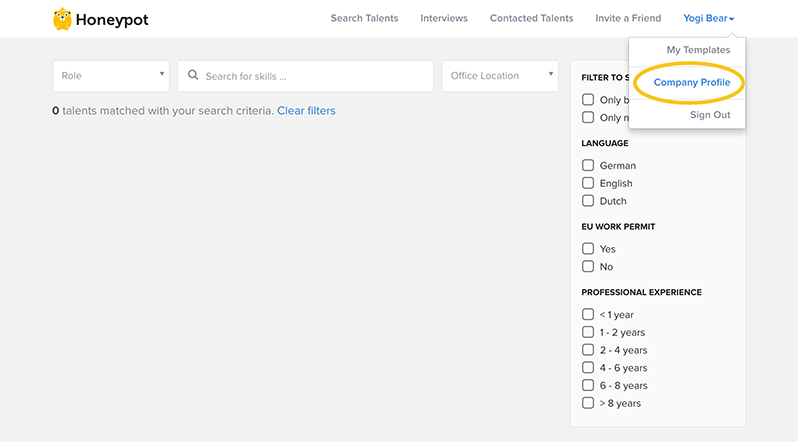 Honeypot
Search Talents Interviews Contacted Talents Invite a Friend Yogi Bear
My Templates
Company Profile
Sign Out
Role Search for skills ... Office Location
0 talents matched with your search criteria. Clear filters
FILTER TO S
Only b
Only n
LANGUAGE
German
English
Dutch
EU WORK PERMIT
Yes
No
PROFESSIONAL EXPERIENCE
< 1 year
1 - 2 years
2 - 4 years
4 - 6 years
6 - 8 years
> 8 years